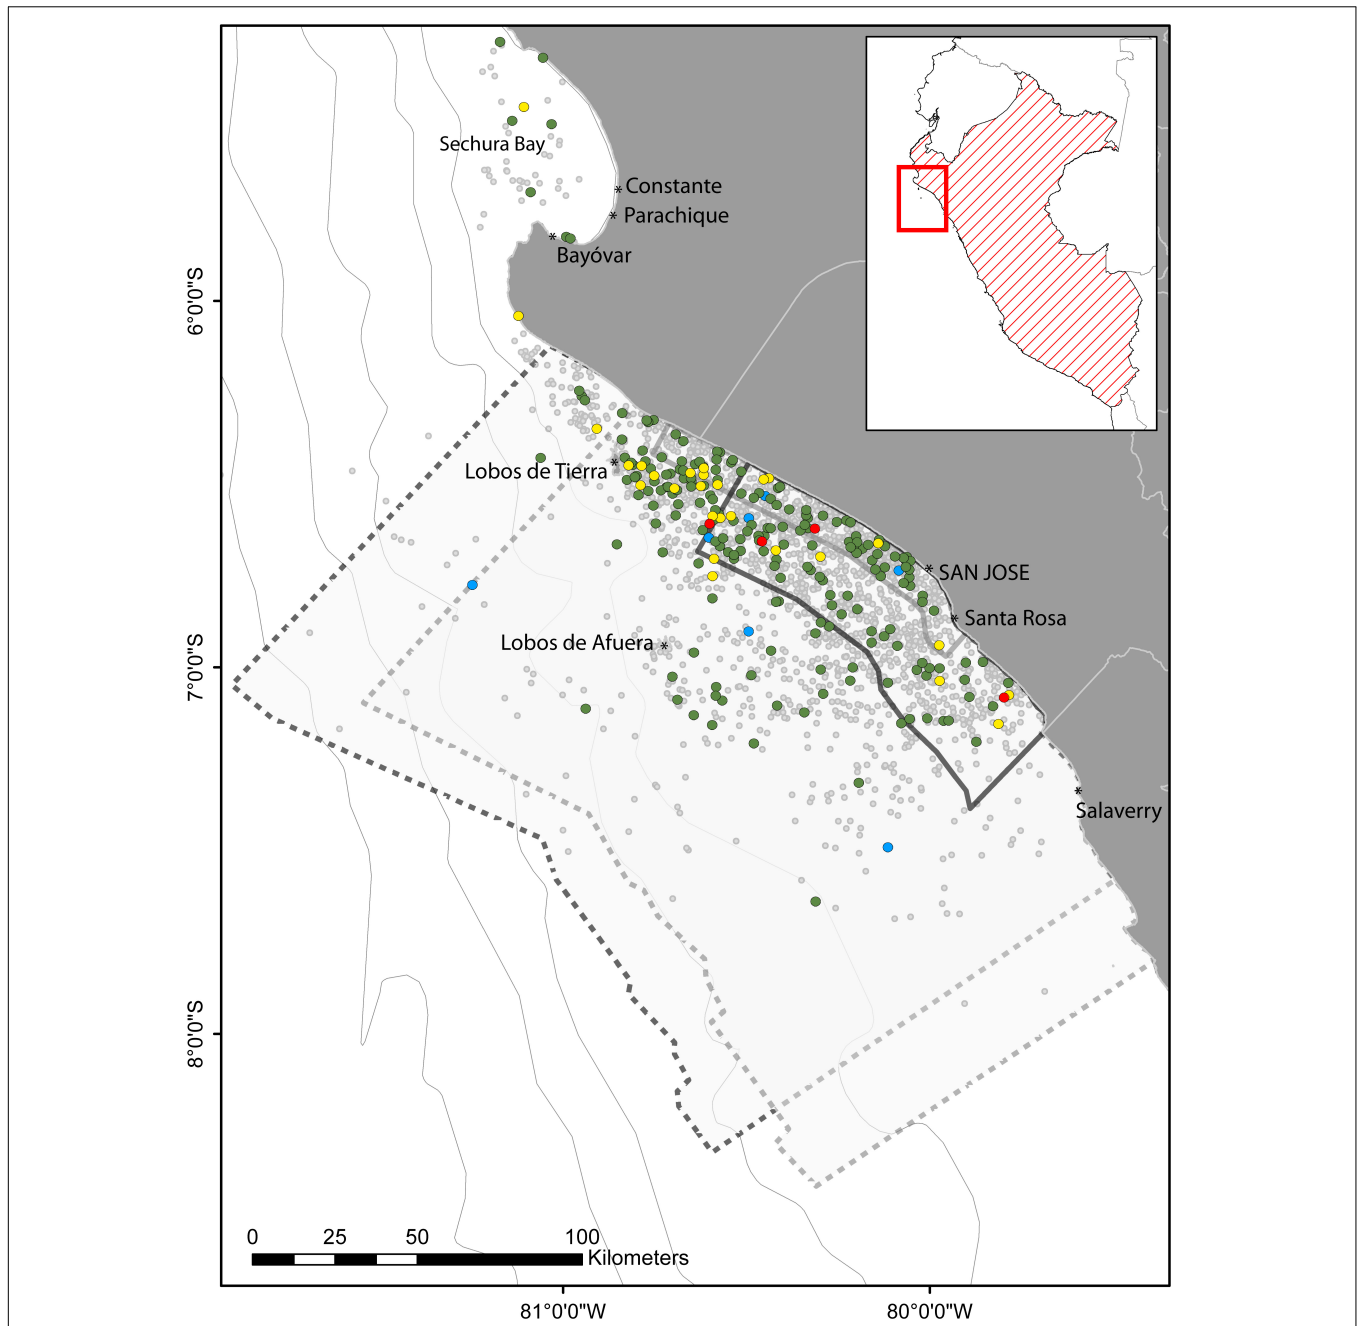 Sechura Bay
* Constante
* Parachique
*
Bayóvar
6°0'0"S
Lobos de Tierra *
* SAN JOSE
* Santa Rosa
Lobos de Afuera *
7°0'0"S
*
Salaverry
8°0'0"S
0 25 50 100
Kilometers
81°0'0"W 80°0'0"W